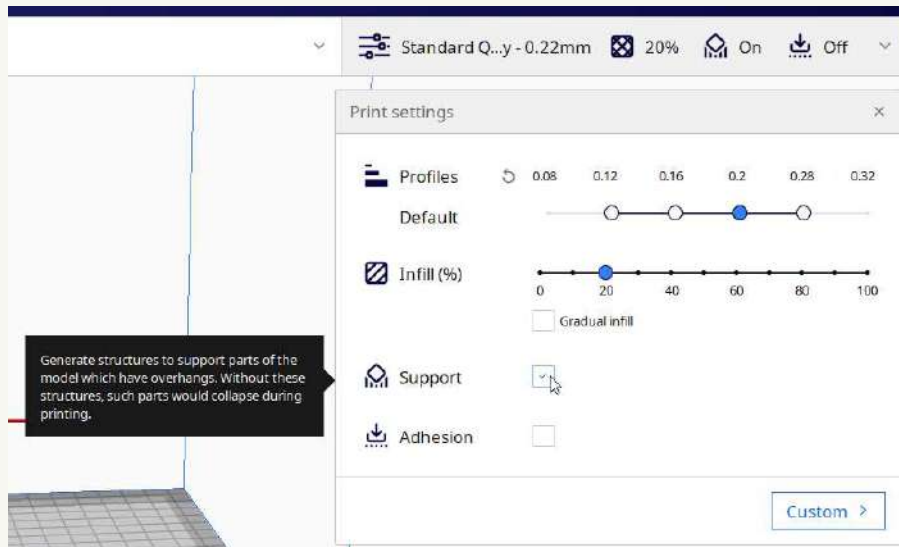 Standard Q...y - 0.22mm 20% On Off
Print settings ×
Profiles 0.08 0.12 0.16 0.2 0.28 0.32
Default
Infill (%)
0 20 40 60 80 100
Gradual infill
Generate structures to support parts of the
model which have overhangs. Without these
structures, such parts would collapse during
printing.
Support
Adhesion
Custom >